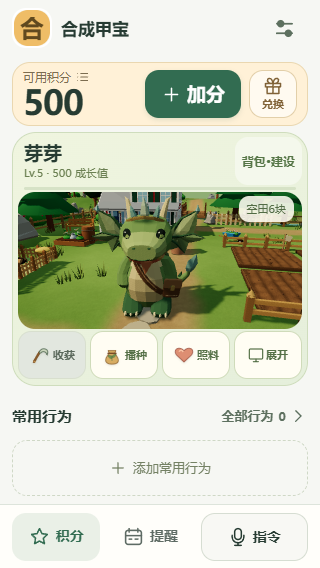 合 合成甲宝
可用积分
500
+ 加分
兑换
芽芽
Lv.5 · 500 成长值
背包•建设
空田6块
收获 播种 照料 展开
常用行为 全部行为 0
+ 添加常用行为
积分 提醒 指令